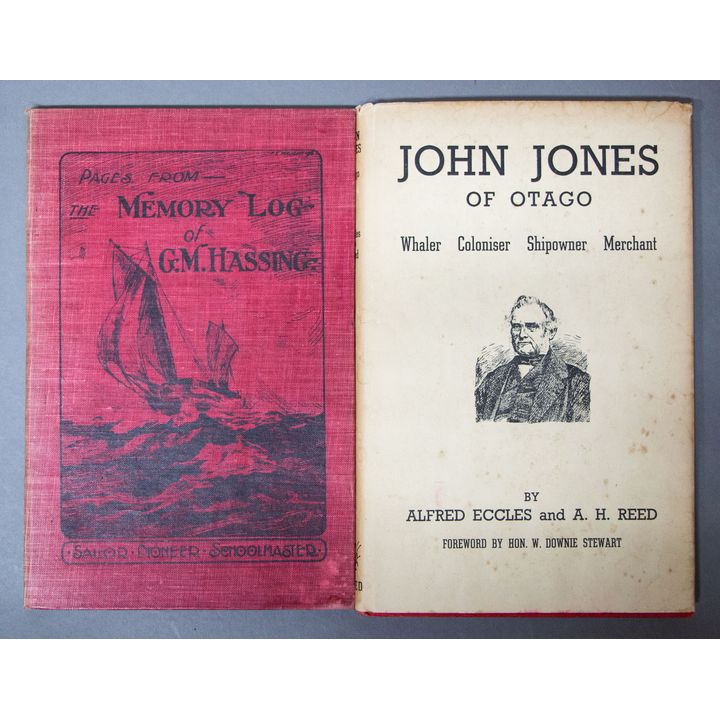 PAGES FROM—
THE MEMORY LOG
of
G.M. HASSING
SAILOR · PIONEER · SCHOOLMASTER
JOHN JONES
OF OTAGO
Whaler Coloniser Shipowner Merchant
BY
ALFRED ECCLES and A. H. REED
FOREWORD BY HON. W. DOWNIE STEWART